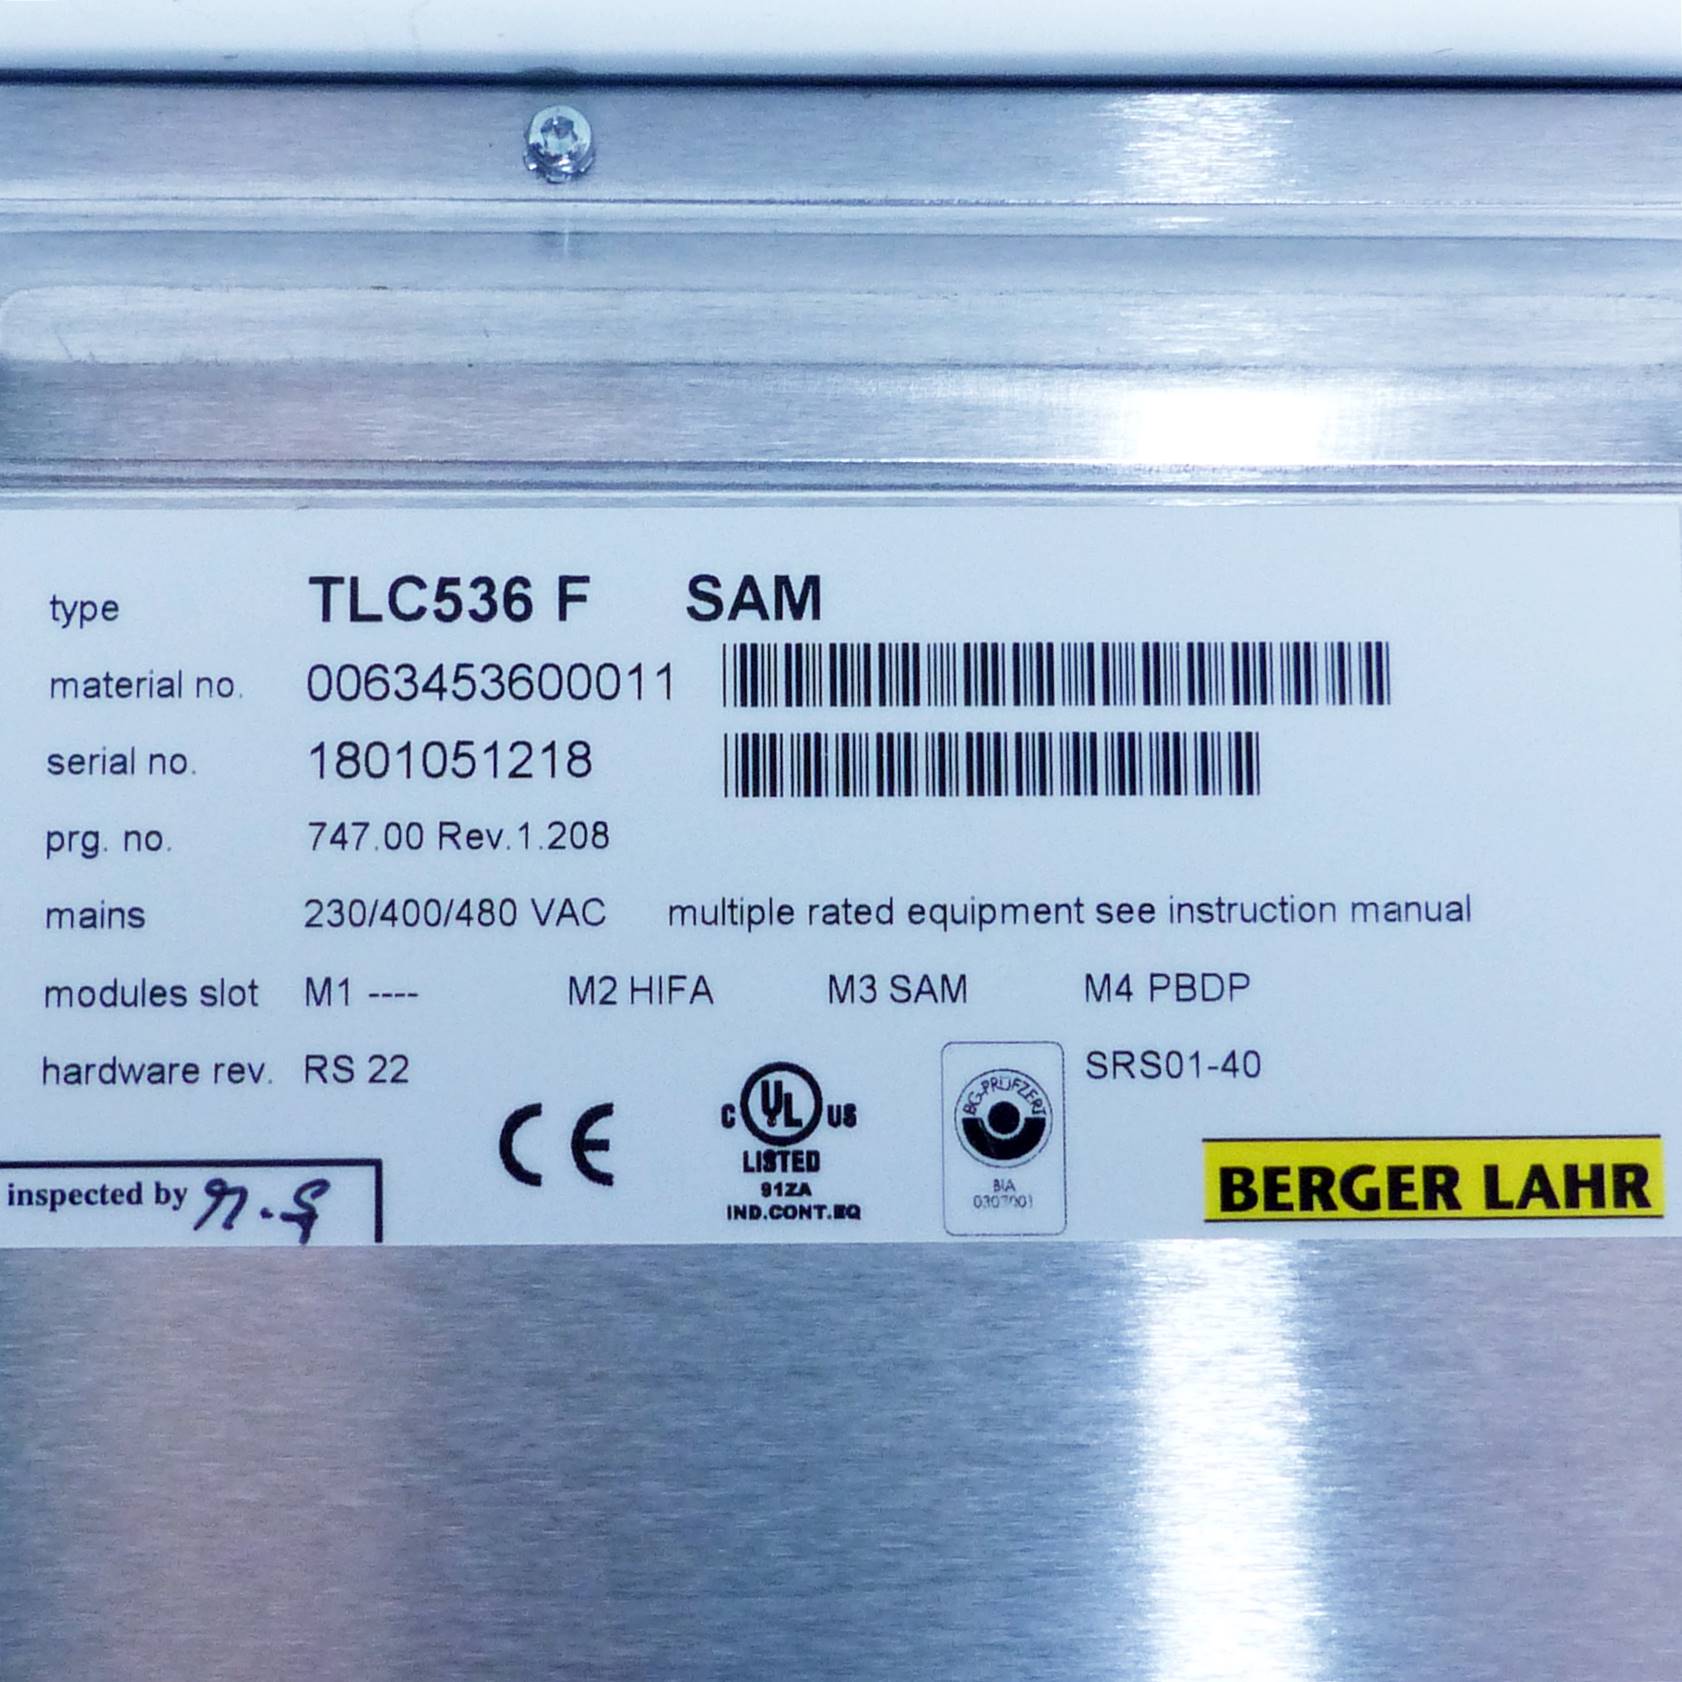 type TLC536 F SAM
material no. 0063453600011
serial no. 1801051218
prg. no. 747.00 Rev.1.208
mains 230/400/480 VAC multiple rated equipment see instruction manual
modules slot M1 ---- M2 HIFA M3 SAM M4 PBDP
hardware rev. RS 22 SRS01-40
CE
C UL US
LISTED
91ZA
IND.CONT.EQ
BG-PRÜFZERT
BIA
BERGER LAHR
inspected by